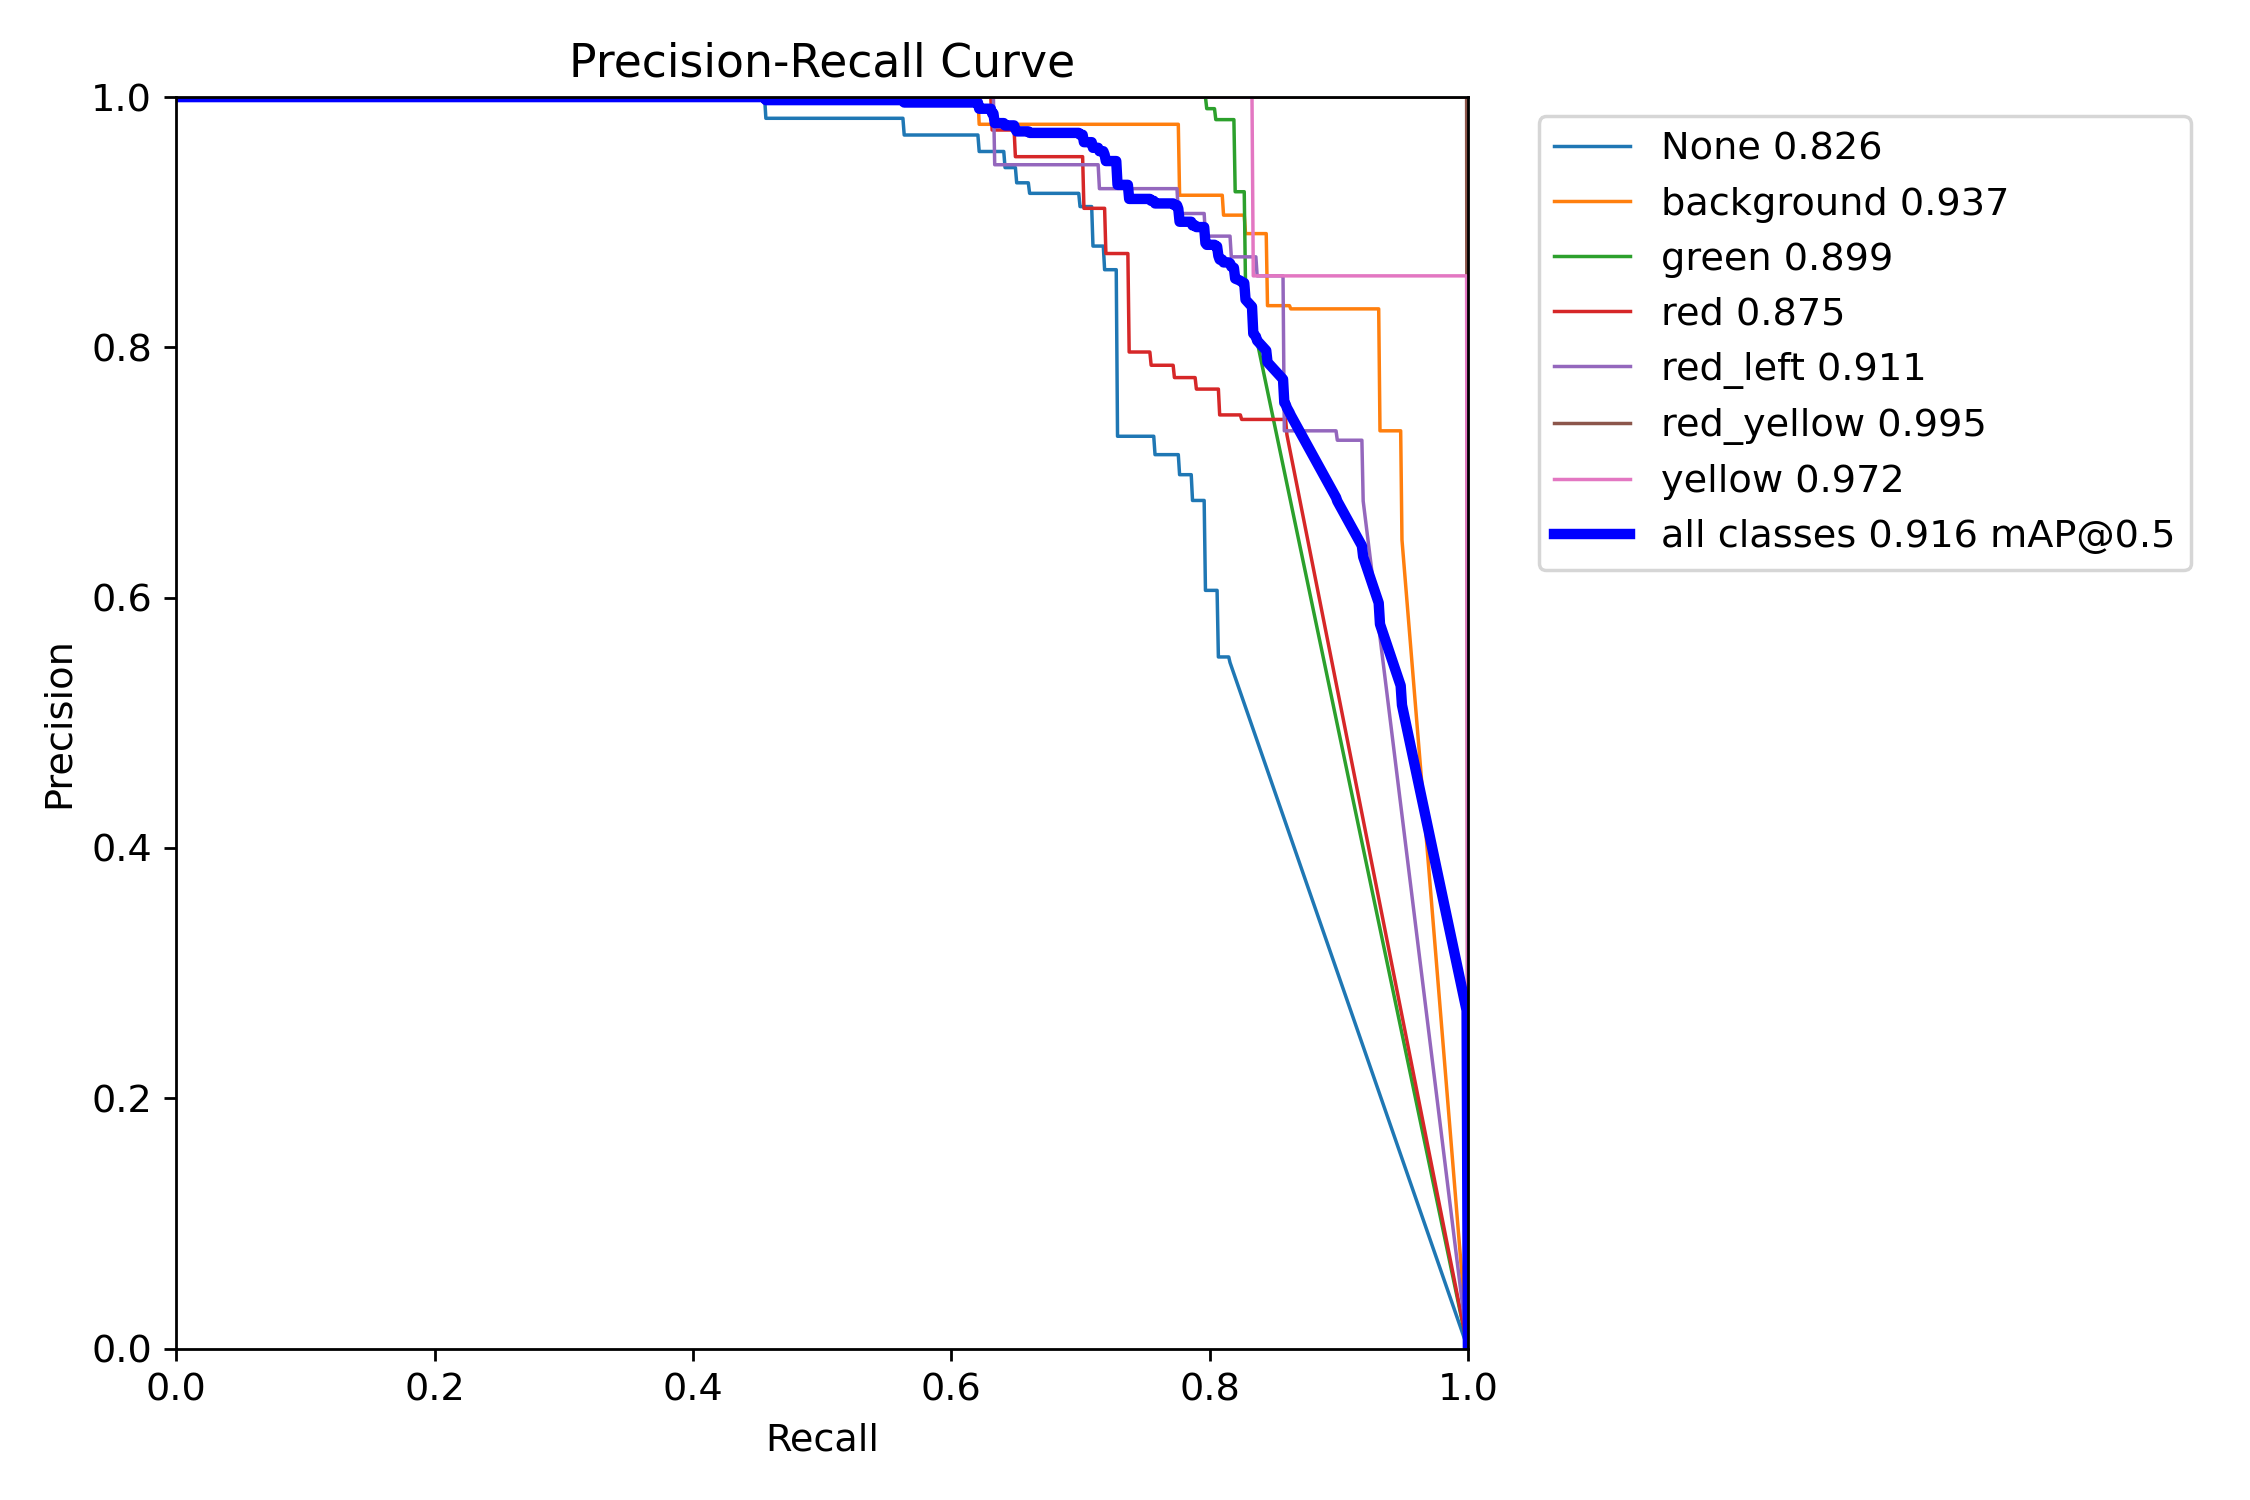 Precision-Recall Curve
1.0
0.8
0.6
0.4
0.2
0.0
Precision
0.0 0.2 0.4 0.6 0.8 1.0
Recall
None 0.826
background 0.937
green 0.899
red 0.875
red_left 0.911
red_yellow 0.995
yellow 0.972
all classes 0.916 mAP@0.5